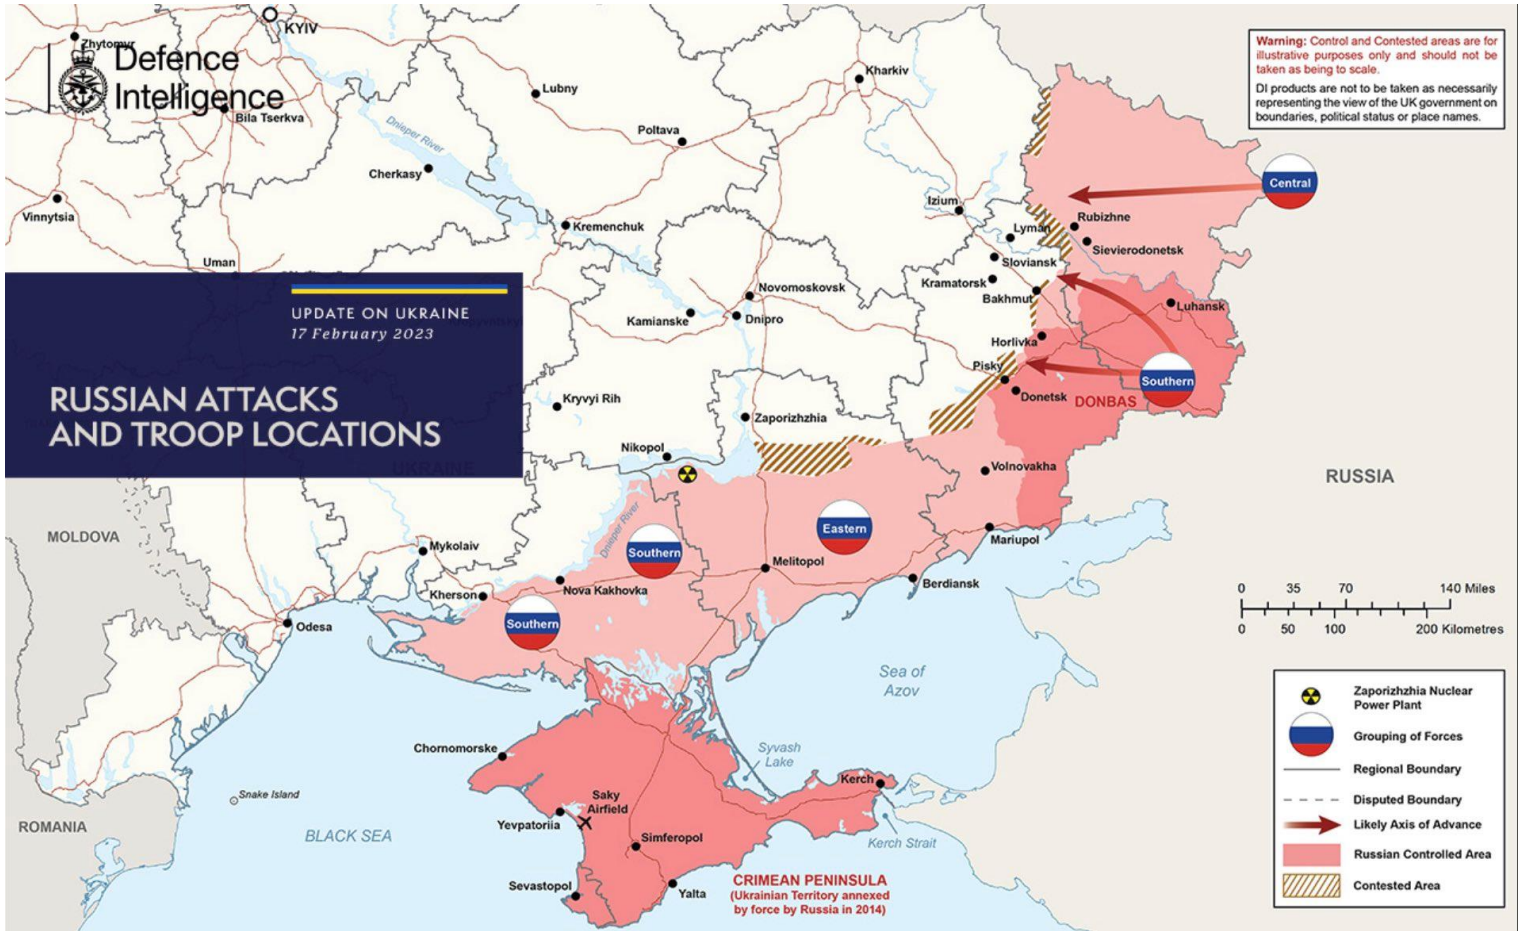 Zhytomyr
KYIV
Defence
Intelligence
Bila Tserkva
Lubny
Kharkiv
Poltava
Dnieper River
Cherkasy
Vinnytsia
Kremenchuk
Uman
Izium
Lyman
Rubizhne
Sievierodonetsk
Sloviansk
Kramatorsk
Bakhmut
Luhansk
Novomoskovsk
Kamianske
Dnipro
Horlivka
Pisky
Donetsk
DONBAS
Kryvyi Rih
Zaporizhzhia
Nikopol
Volnovakha
UKRAINE
Dnieper River
MOLDOVA
Mykolaiv
Mariupol
Melitopol
Berdiansk
Nova Kakhovka
Kherson
Odesa
RUSSIA
Central
Southern
Eastern
Southern
Southern
Warning: Control and Contested areas are for
illustrative purposes only and should not be
taken as being to scale.
DI products are not to be taken as necessarily
representing the view of the UK government on
boundaries, political status or place names.
UPDATE ON UKRAINE
17 February 2023
RUSSIAN ATTACKS
AND TROOP LOCATIONS
Sea of
Azov
Syvash
Lake
Chornomorske
Kerch
Saky
Airfield
Yevpatoriia
Simferopol
Kerch Strait
Snake Island
ROMANIA
BLACK SEA
Sevastopol
Yalta
CRIMEAN PENINSULA
(Ukrainian Territory annexed
by force by Russia in 2014)
0 35 70 140 Miles
0 50 100 200 Kilometres
Zaporizhzhia Nuclear
Power Plant
Grouping of Forces
Regional Boundary
Disputed Boundary
Likely Axis of Advance
Russian Controlled Area
Contested Area